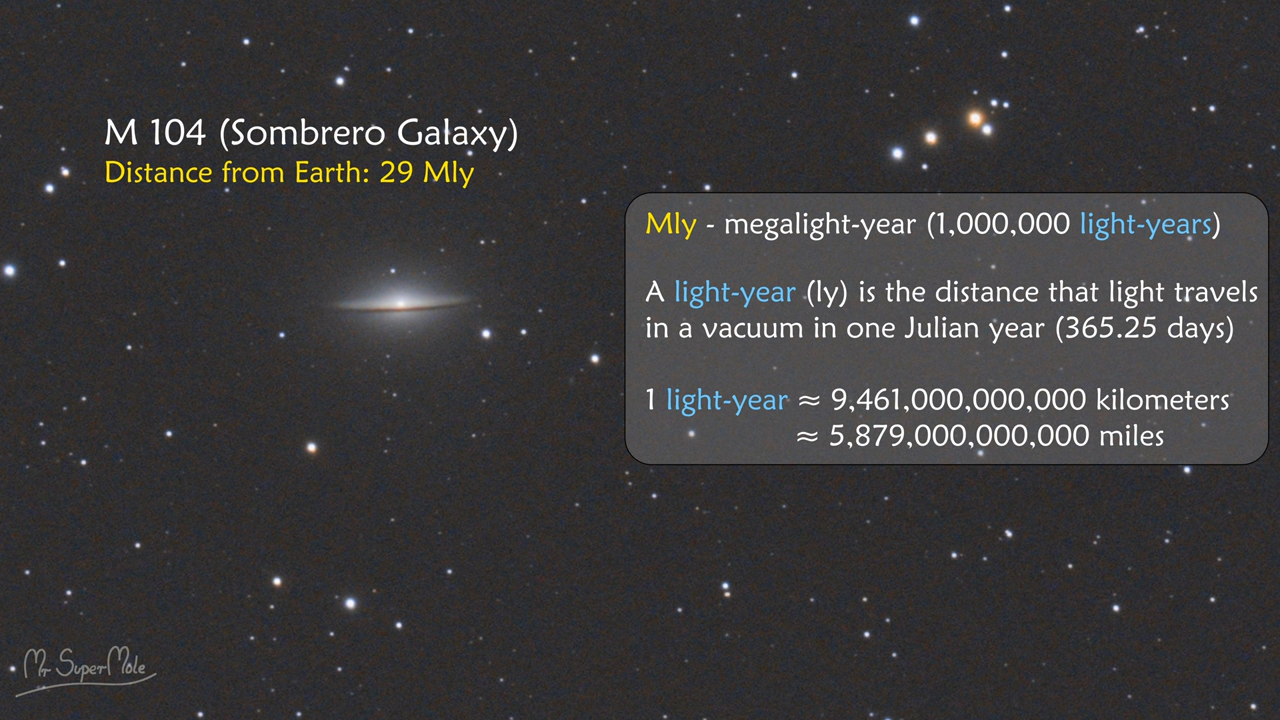 M 104 (Sombrero Galaxy)
Distance from Earth: 29 Mly
Mly - megalight-year (1,000,000 light-years)
A light-year (ly) is the distance that light travels
in a vacuum in one Julian year (365.25 days)
1 light-year ≈ 9,461,000,000,000 kilometers
≈ 5,879,000,000,000 miles
Mr SuperMole